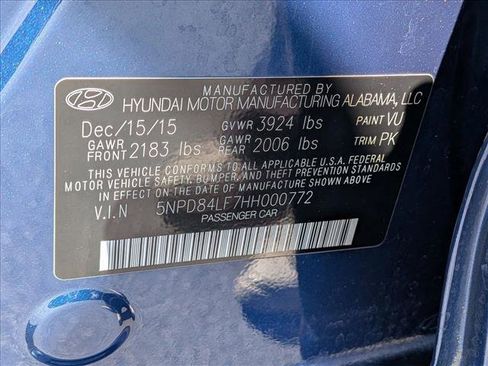 MANUFACTURED BY
HYUNDAI MOTOR MANUFACTURING ALABAMA, LLC
Dec/15/15 GVWR 3924 lbs PAINT VU
GAWR FRONT 2183 lbs GAWR REAR 2006 lbs TRIM PK
THIS VEHICLE CONFORMS TO ALL APPLICABLE U.S.A. FEDERAL
MOTOR VEHICLE SAFETY, BUMPER, AND THEFT PREVENTION STANDARDS
IN EFFECT ON THE DATE OF MANUFACTURE SHOWN ABOVE.
V.I.N 5NPD84LF7HH000772
PASSENGER CAR